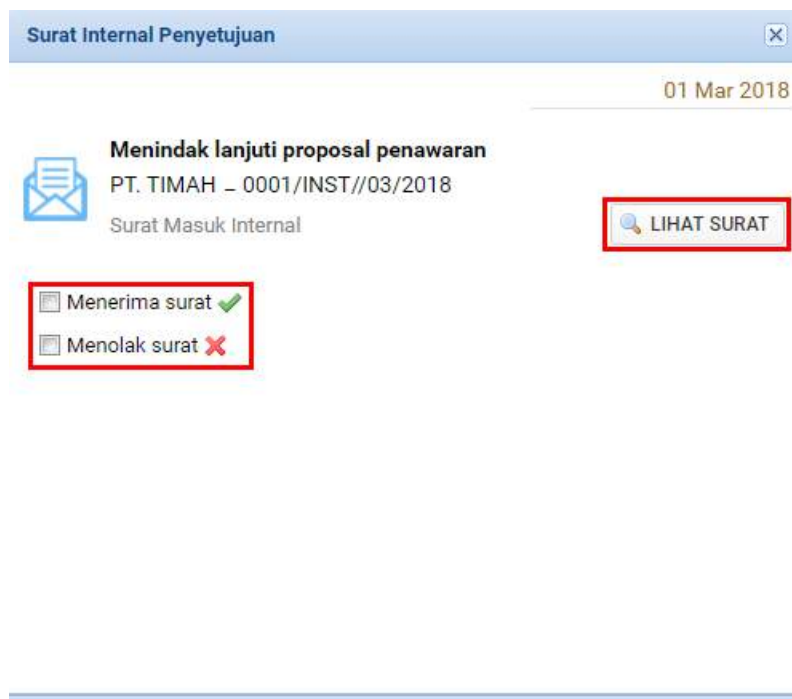 Surat Internal Penyetujuan
01 Mar 2018
Menindak lanjuti proposal penawaran
PT. TIMAH – 0001/INST//03/2018
Surat Masuk Internal
LIHAT SURAT
Menerima surat
Menolak surat